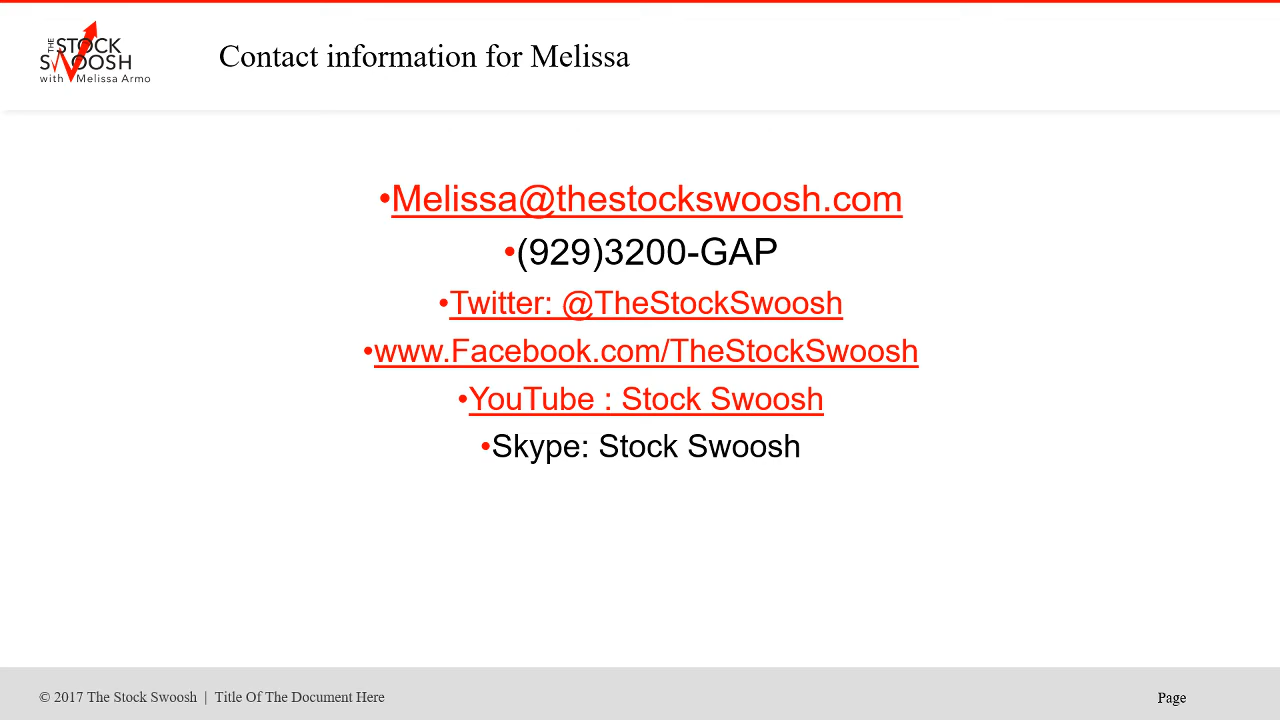 THE STOCK
SWOOSH
with Melissa Armo
Contact information for Melissa
•Melissa@thestockswoosh.com
•(929)3200-GAP
•Twitter: @TheStockSwoosh
•www.Facebook.com/TheStockSwoosh
•YouTube : Stock Swoosh
•Skype: Stock Swoosh
© 2017 The Stock Swoosh | Title Of The Document Here
Page